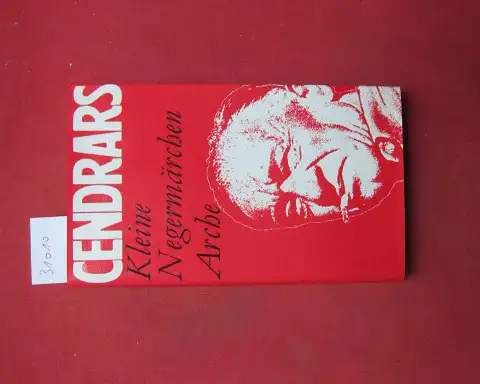 CENDRARS
Kleine
Negermärchen
Arche
31010